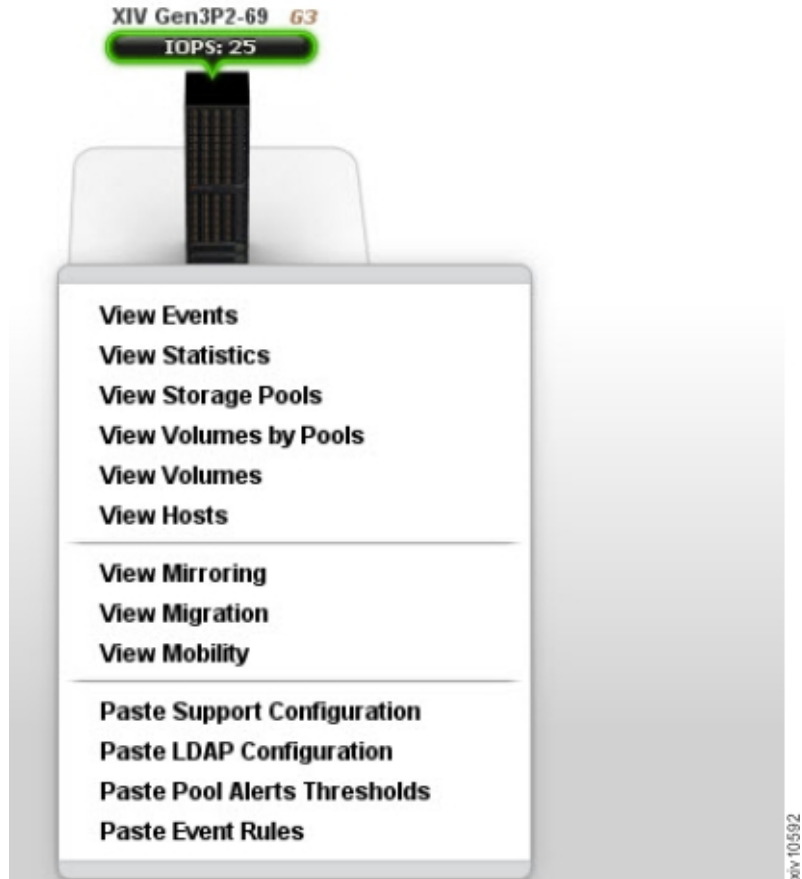 XIV Gen3P2-69 G3
IOPS: 25
View Events
View Statistics
View Storage Pools
View Volumes by Pools
View Volumes
View Hosts
View Mirroring
View Migration
View Mobility
Paste Support Configuration
Paste LDAP Configuration
Paste Pool Alerts Thresholds
Paste Event Rules
xiv10592